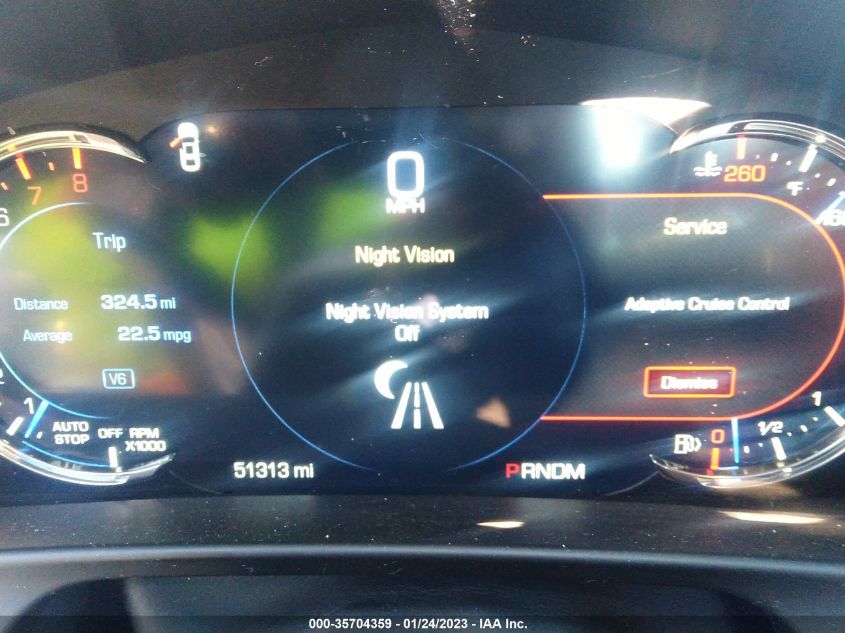 0
MPH
6
7
8
260
°F
Trip
Night Vision
Service
Distance 324.5 mi
Night Vision System
Off
Adaptive Cruise Control
Average 22.5 mpg
V6
Dismiss
1
AUTO
STOP
OFF
RPM
X1000
0
1/2
1
51313 mi
PRNDM
000-35704359 - 01/24/2023 - IAA Inc.